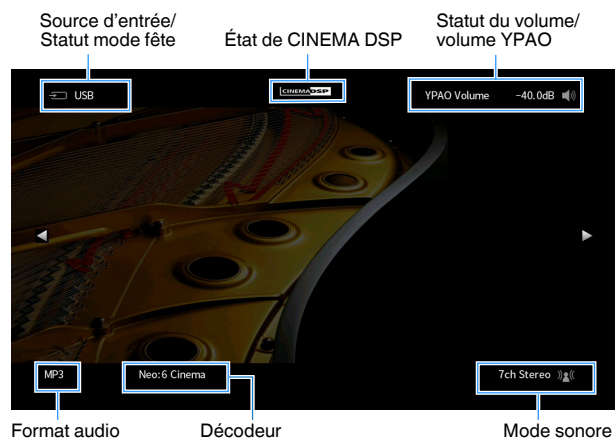 Source d'entrée/
Statut mode fête
État de CINEMA DSP
Statut du volume/
volume YPAO
USB
CINEMA DSP
YPAO Volume -40.0dB
MP3
Neo:6 Cinema
7ch Stereo
Format audio
Décodeur
Mode sonore